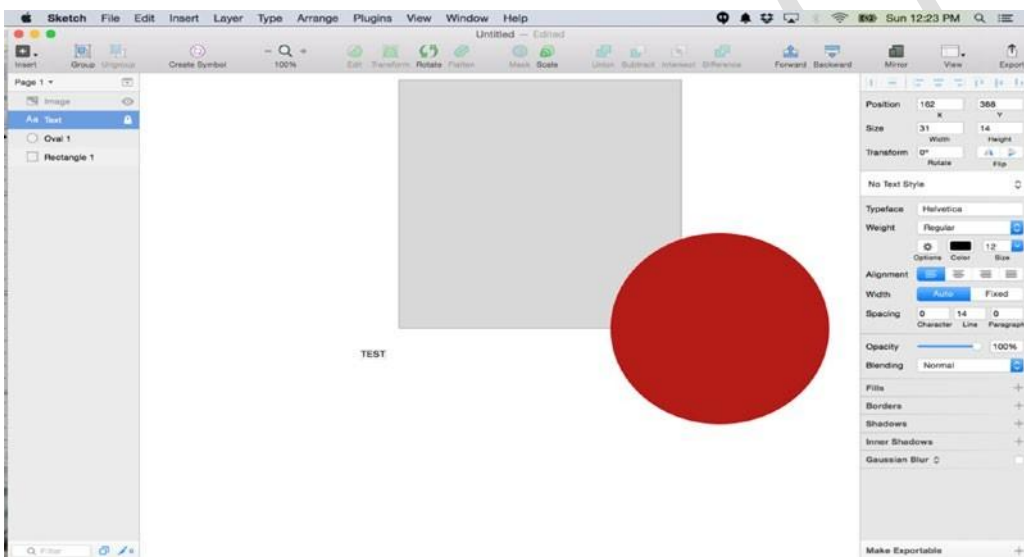 Sketch File Edit Insert Layer Type Arrange Plugins View Window Help Sun 12:23 PM
Untitled — Edited
Insert Group Ungroup Create Symbol 100% Edit Transform Rotate Flatten Mask Scale Union Subtract Intersect Difference Forward Backward Mirror View Export
Page 1
Image
Aa Text
Oval 1
Rectangle 1
TEST
Position 162 368
X Y
Size 31 14
Width Height
Transform 0°
Rotate Flip
No Text Style
Typeface Helvetica
Weight Regular
12
Options Color Size
Alignment
Width Auto Fixed
Spacing 0 14 0
Character Line Paragraph
Opacity 100%
Blending Normal
Fills
Borders
Shadows
Inner Shadows
Gaussian Blur
Filter
Make Exportable